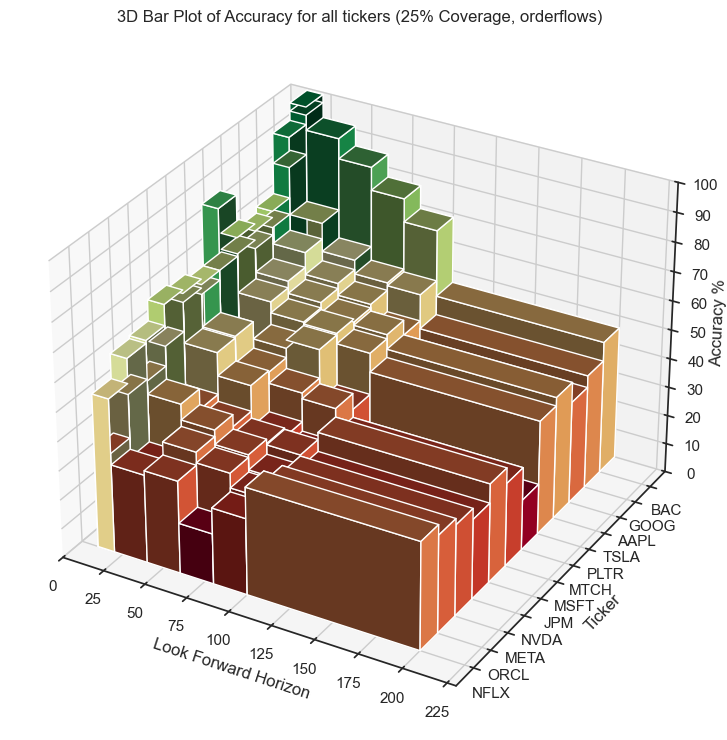 3D Bar Plot of Accuracy for all tickers (25% Coverage, orderflows)
100
90
80
70
60
50
40
30
20
10
0
Accuracy %
BAC
GOOG
AAPL
TSLA
PLTR
MTCH
MSFT
JPM
NVDA
META
ORCL
NFLX
Ticker
0
25
50
75
100
125
150
175
200
225
Look Forward Horizon